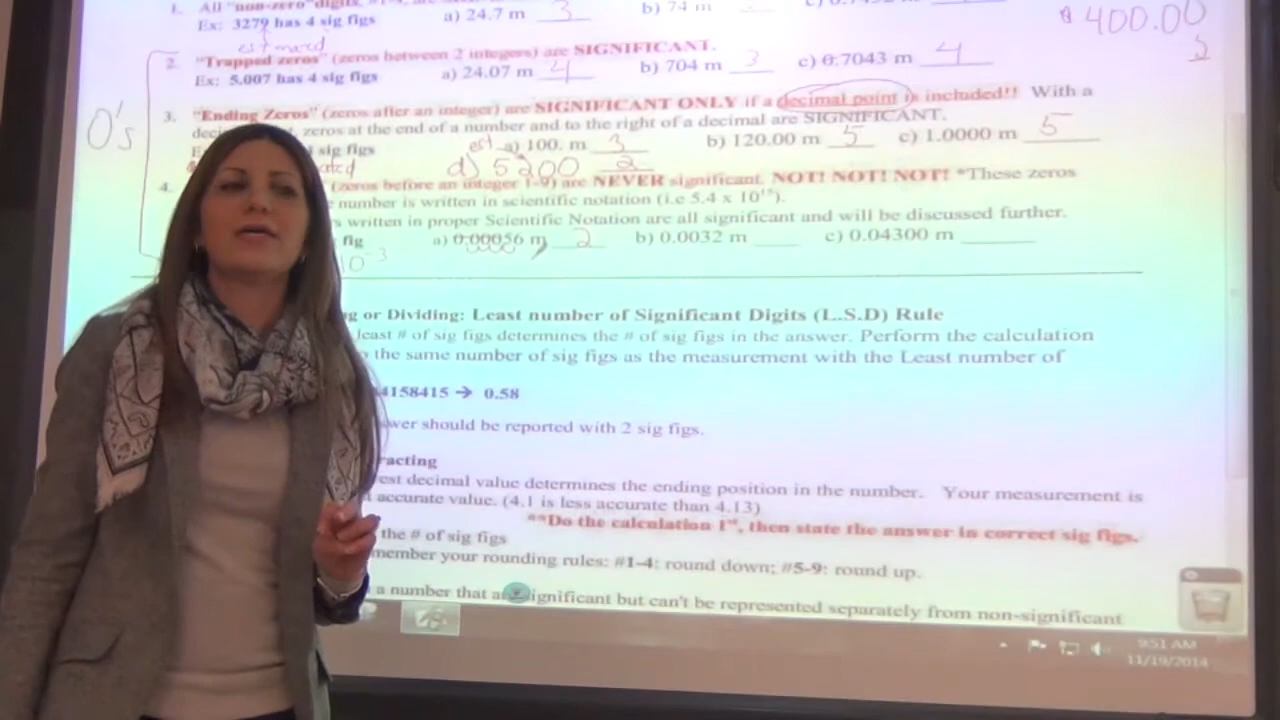 1. All "non-zero" digits,
Ex: 3279 has 4 sig figs a) 24.7 m 3 b) 74 m
$400.00
5
estimated
2. "Trapped zeros" (zeros between 2 integers) are SIGNIFICANT.
Ex: 5.007 has 4 sig figs a) 24.07 m 4 b) 704 m 3 c) 0.7043 m 4
0's
3. "Ending Zeros" (zeros after an integer) are SIGNIFICANT ONLY if a decimal point is included!! With a
zeros at the end of a number and to the right of a decimal are SIGNIFICANT.
sig figs est a) 100. m 3 b) 120.00 m 5 c) 1.0000 m 5
d) 5200 2
4. (zeros before an integer 1-9) are NEVER significant. NOT! NOT! NOT! *These zeros
number is written in scientific notation (i.e 5.4 x 10¹⁵).
written in proper Scientific Notation are all significant and will be discussed further.
fig a) 0.00056 m 2 b) 0.0032 m c) 0.04300 m
10⁻³
or Dividing: Least number of Significant Digits (L.S.D) Rule
least # of sig figs determines the # of sig figs in the answer. Perform the calculation
the same number of sig figs as the measurement with the Least number of
4158415 → 0.58
should be reported with 2 sig figs.
decimal value determines the ending position in the number. Your measurement is
accurate value. (4.1 is less accurate than 4.13)
**Do the calculation 1st, then state the answer in correct sig figs.
the # of sig figs
your rounding rules: #1-4: round down; #5-9: round up.
a number that significant but can't be represented separately from non-significant
9:51 AM
11/19/2014